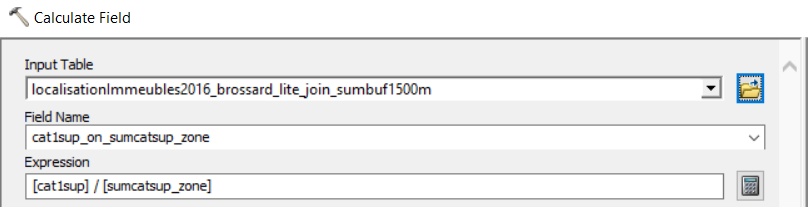 Calculate Field
Input Table
localisationImmeubles2016_brossard_lite_join_sumbuf1500m
Field Name
cat1sup_on_sumcatsup_zone
Expression
[cat1sup] / [sumcatsup_zone]